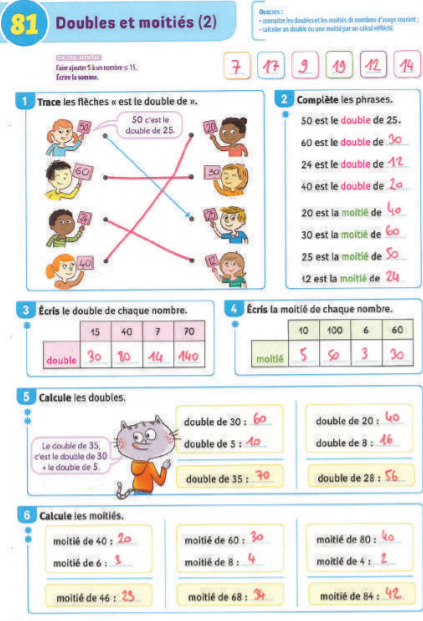 81 Doubles et moitiés (2)
OBJECTIFS :
• connaître les doubles et les moitiés de nombres d'usage courant ;
• calculer un double ou une moitié par un calcul réfléchi.
CALCUL MENTAL
Faire ajouter 5 à un nombre ≤ 15.
Écrire la somme.
7 17 9 19 12 14
1 Trace les flèches « est le double de ».
50 c'est le double de 25.
50 20
60 30
24 25
40 12
2 Complète les phrases.
50 est le double de 25.
60 est le double de 30
24 est le double de 12
40 est le double de 20
20 est la moitié de 40
30 est la moitié de 60
25 est la moitié de 50
12 est la moitié de 24
3 Écris le double de chaque nombre.
15 40 7 70
double 30 80 14 140
4 Écris la moitié de chaque nombre.
10 100 6 60
moitié 5 50 3 30
5 Calcule les doubles.
Le double de 35,
c'est le double de 30
+ le double de 5.
double de 30 : 60
double de 5 : 10
double de 35 : 70
double de 20 : 40
double de 8 : 16
double de 28 : 56
6 Calcule les moitiés.
moitié de 40 : 20
moitié de 6 : 3
moitié de 46 : 23
moitié de 60 : 30
moitié de 8 : 4
moitié de 68 : 34
moitié de 80 : 40
moitié de 4 : 2
moitié de 84 : 42